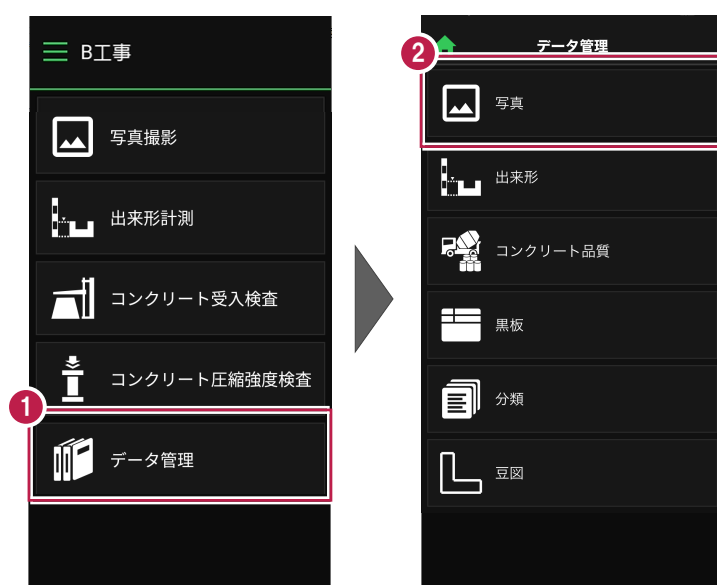 B工事
写真撮影
出来形計測
コンクリート受入検査
コンクリート圧縮強度検査
1
データ管理
2
データ管理
写真
出来形
コンクリート品質
黒板
分類
豆図